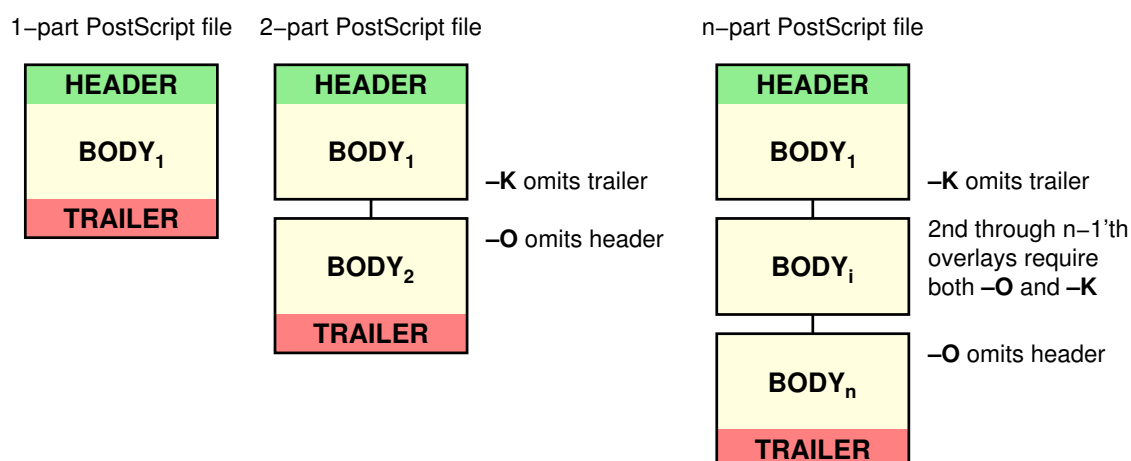 1−part PostScript file
2−part PostScript file
n−part PostScript file
HEADER
BODY₁
TRAILER
HEADER
BODY₁
−K omits trailer
−O omits header
BODY₂
TRAILER
HEADER
BODY₁
−K omits trailer
2nd through n−1'th
overlays require
both −O and −K
BODYᵢ
−O omits header
BODYₙ
TRAILER